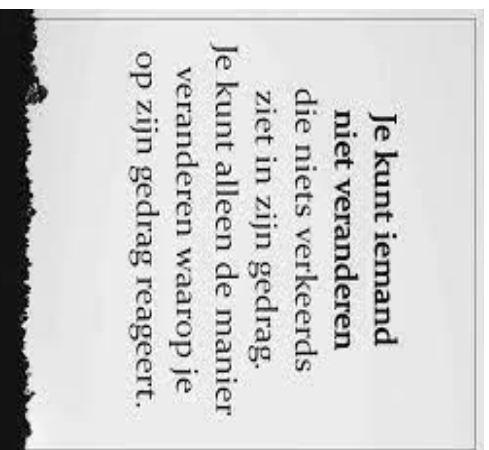 Je kunt iemand
niet veranderen
die niets verkeerds
ziet in zijn gedrag.
Je kunt alleen de manier
veranderen waarop je
op zijn gedrag reageert.